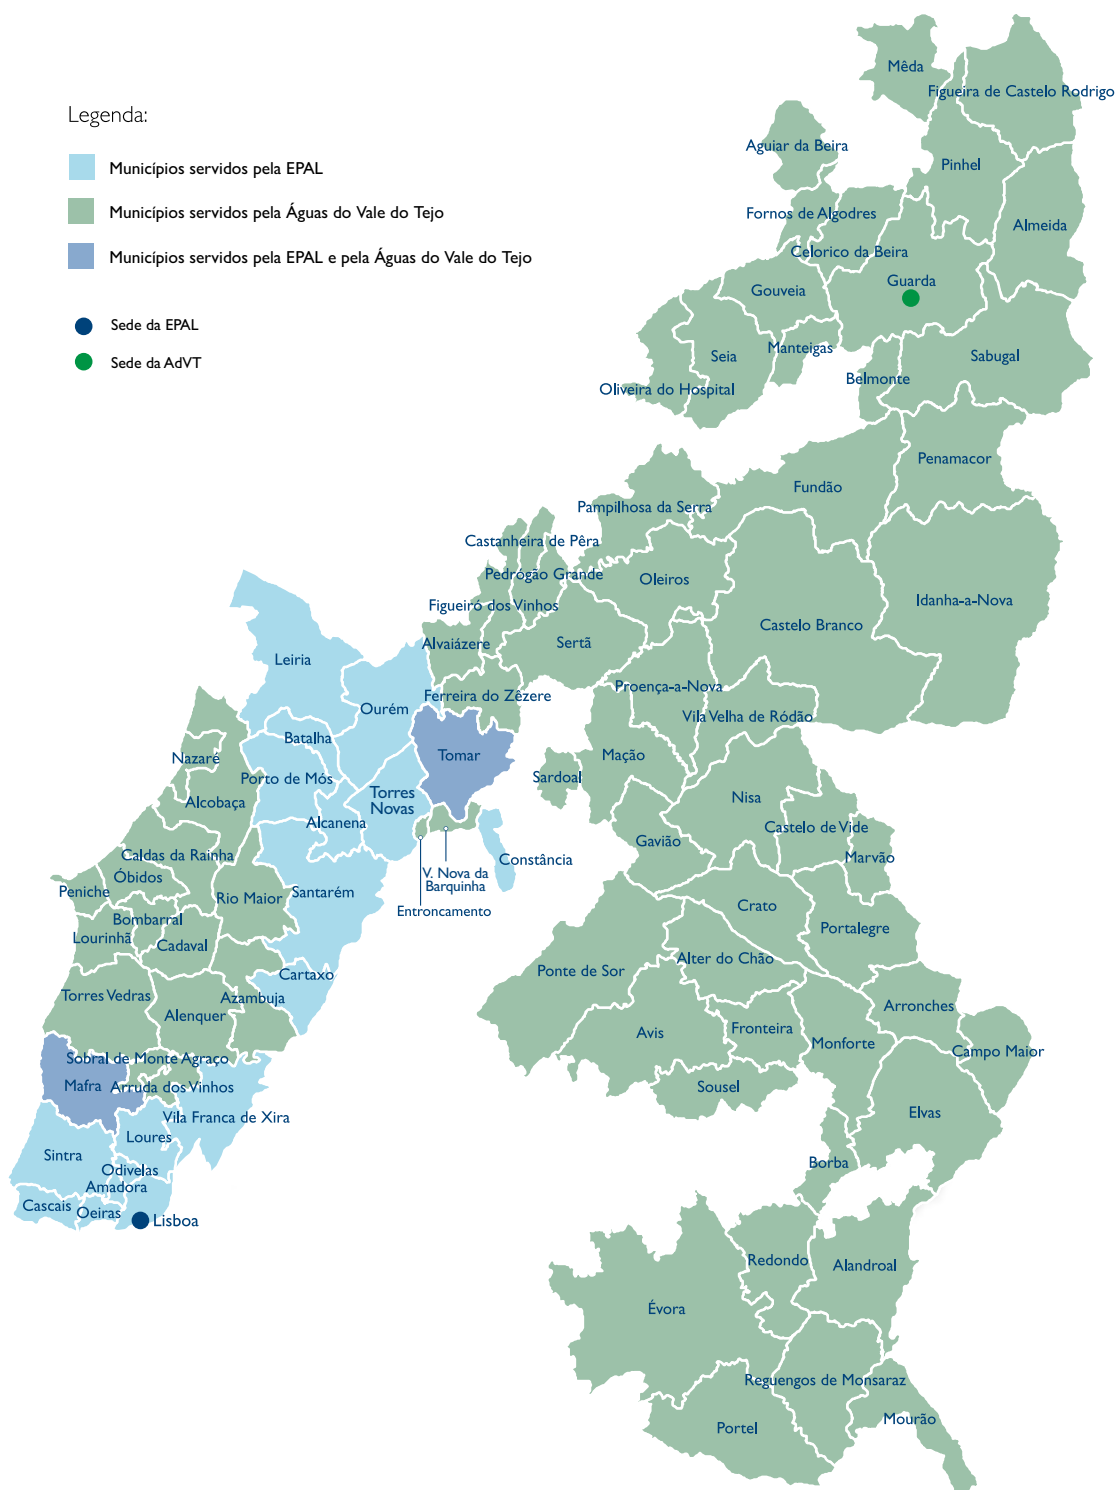 Legenda:
Municípios servidos pela EPAL
Municípios servidos pela Águas do Vale do Tejo
Municípios servidos pela EPAL e pela Águas do Vale do Tejo
Sede da EPAL
Sede da AdVT
Mêda
Figueira de Castelo Rodrigo
Aguiar da Beira
Pinhel
Fornos de Algodres
Almeida
Celorico da Beira
Guarda
Gouveia
Manteigas
Seia
Sabugal
Belmonte
Oliveira do Hospital
Penamacor
Fundão
Pampilhosa da Serra
Castanheira de Pêra
Pedrógão Grande
Oleiros
Idanha-a-Nova
Figueiró dos Vinhos
Castelo Branco
Alvaiázere
Sertã
Leiria
Proença-a-Nova
Ferreira do Zêzere
Ourém
Vila Velha de Ródão
Batalha
Nazaré
Tomar
Mação
Porto de Mós
Sardoal
Torres
Novas
Alcobaça
Nisa
Alcanena
Castelo de Vide
Gavião
Marvão
Caldas da Rainha
Constância
Óbidos
V. Nova da
Barquinha
Peniche
Santarém
Rio Maior
Entroncamento
Crato
Bombarral
Portalegre
Lourinhã
Cadaval
Alter do Chão
Ponte de Sor
Cartaxo
Torres Vedras
Azambuja
Arronches
Alenquer
Avis
Fronteira
Monforte
Campo Maior
Sobral de Monte Agraço
Mafra
Arruda dos Vinhos
Sousel
Vila Franca de Xira
Elvas
Loures
Sintra
Odivelas
Borba
Amadora
Cascais
Oeiras
Lisboa
Redondo
Alandroal
Évora
Reguengos de Monsaraz
Mourão
Portel